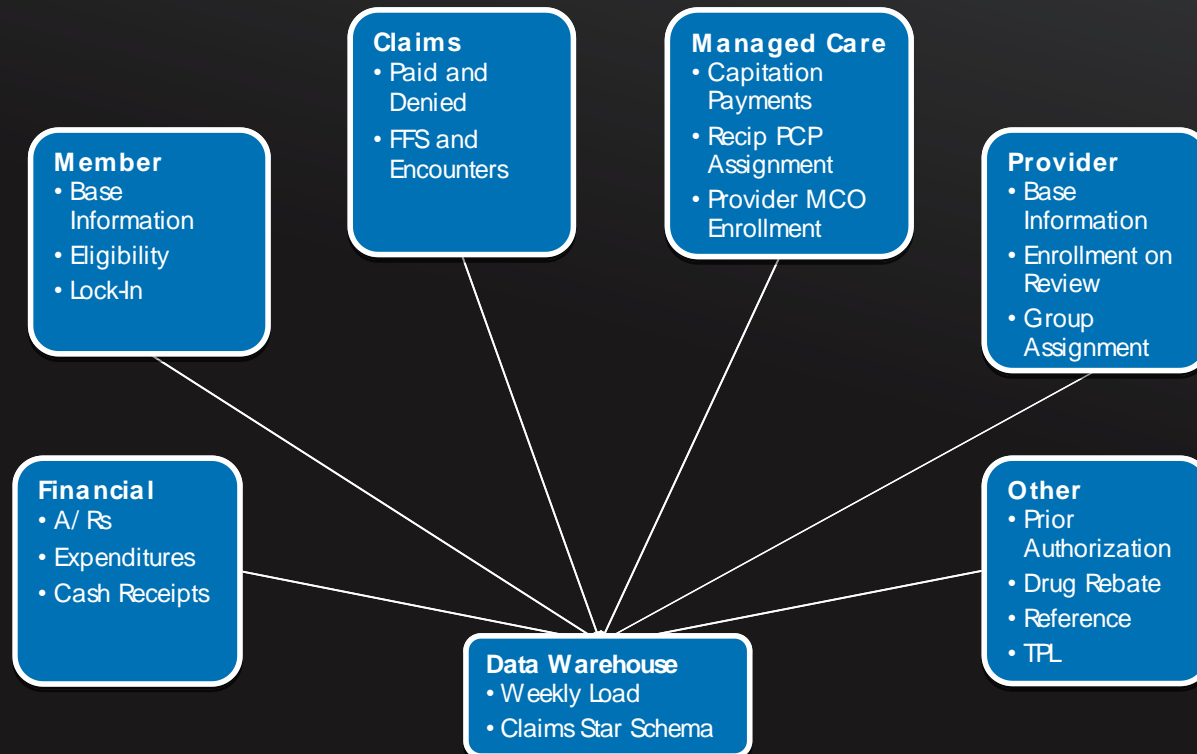 Claims
• Paid and
Denied
• FFS and
Encounters
Managed Care
• Capitation
Payments
• Recip PCP
Assignment
• Provider MCO
Enrollment
Member
• Base
Information
• Eligibility
• Lock-In
Provider
• Base
Information
• Enrollment on
Review
• Group
Assignment
Financial
• A/Rs
• Expenditures
• Cash Receipts
Other
• Prior
Authorization
• Drug Rebate
• Reference
• TPL
Data Warehouse
• Weekly Load
• Claims Star Schema